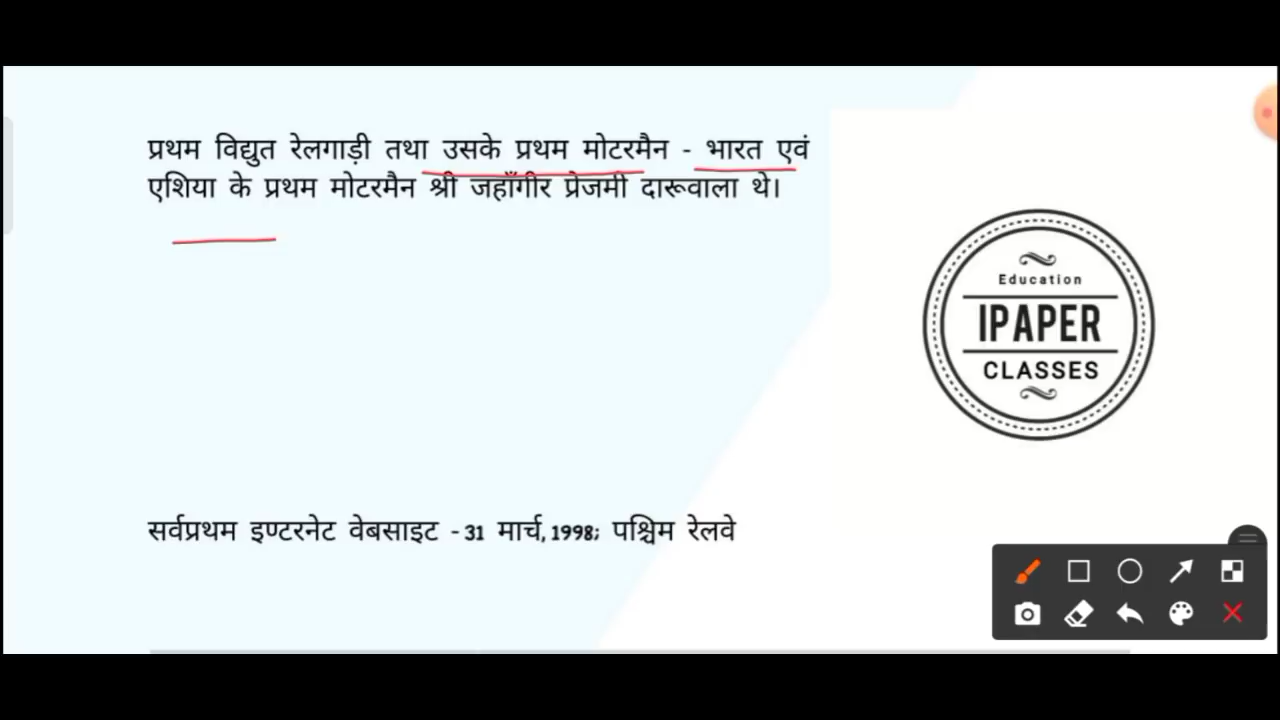 प्रथम विद्युत रेलगाड़ी तथा उसके प्रथम मोटरमैन - भारत एवं
एशिया के प्रथम मोटरमैन श्री जहाँगीर प्रेजमी दारूवाला थे।
Education
IPAPER
CLASSES
सर्वप्रथम इण्टरनेट वेबसाइट - 31 मार्च, 1998; पश्चिम रेलवे